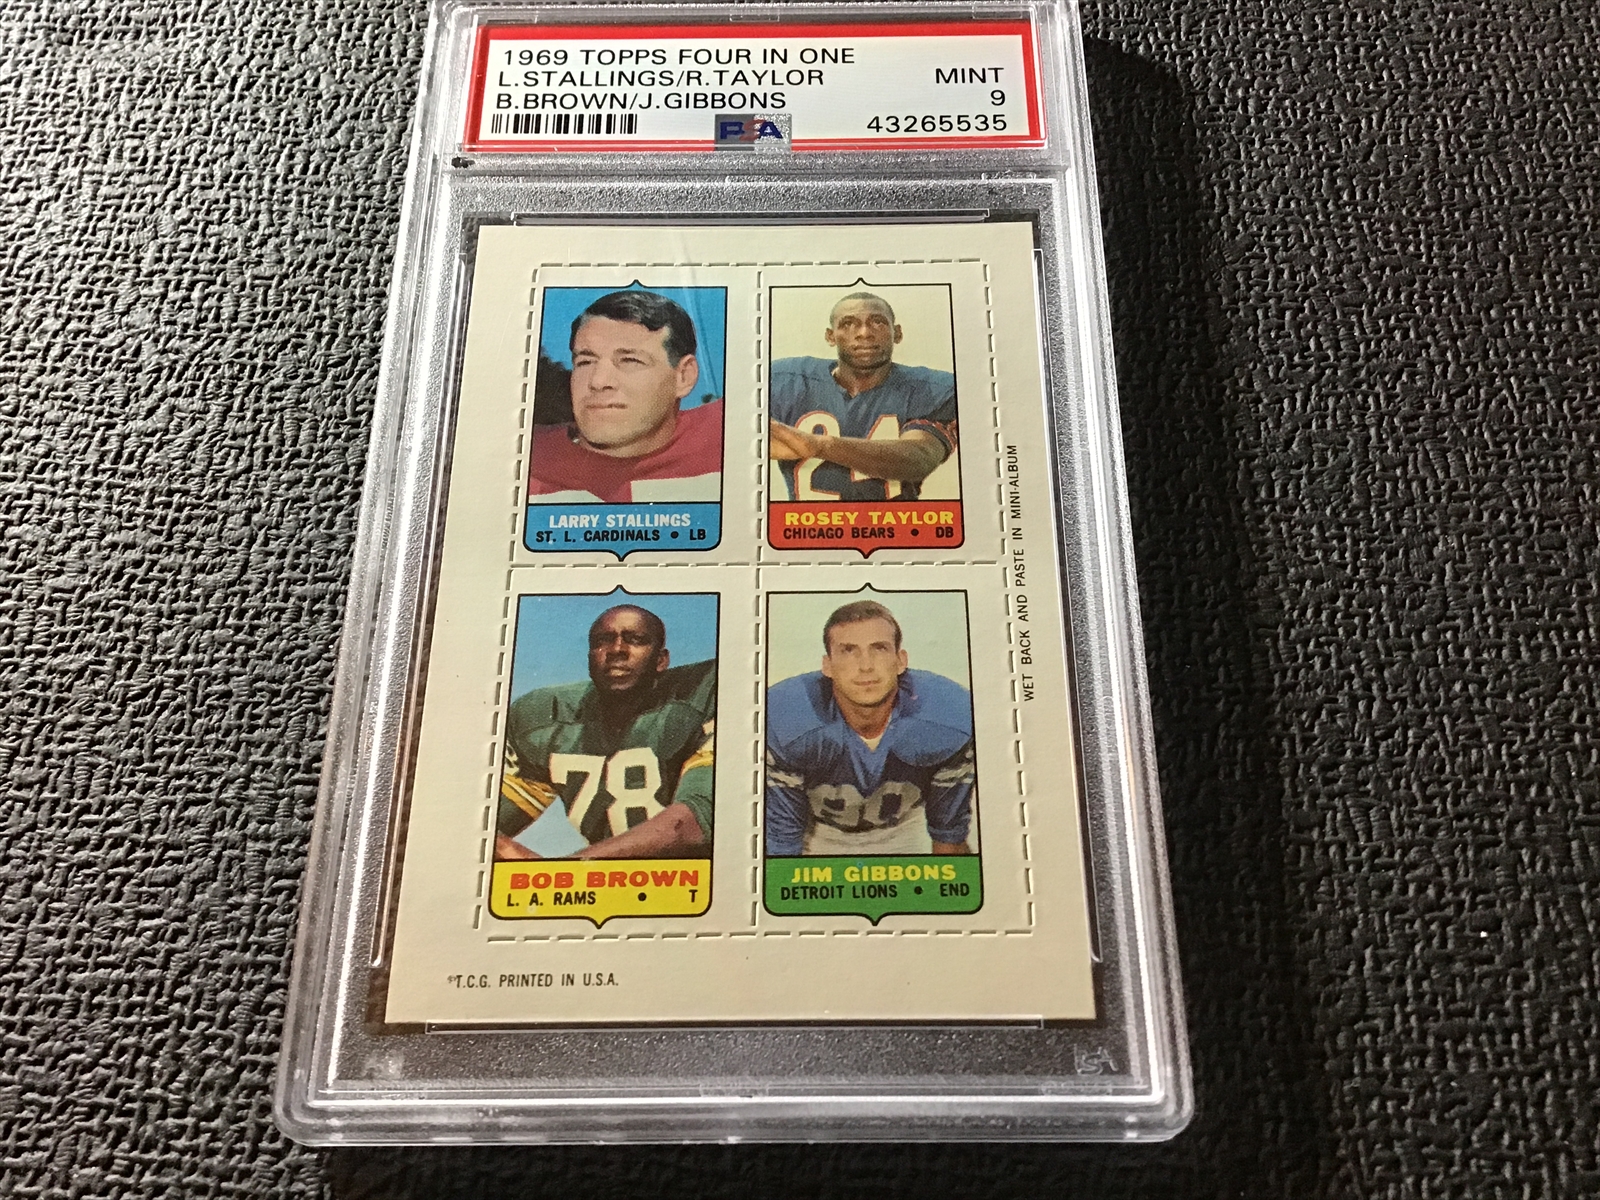 1969 TOPPS FOUR IN ONE
L.STALLINGS/R.TAYLOR MINT
B.BROWN/J.GIBBONS 9
PSA 43265535
24
LARRY STALLINGS
ST. L. CARDINALS • LB
ROSEY TAYLOR
CHICAGO BEARS • DB
WET BACK AND PASTE IN MINI-ALBUM
78
BOB BROWN
L. A. RAMS • T
80
JIM GIBBONS
DETROIT LIONS • END
©T.C.G. PRINTED IN U.S.A.
PSA